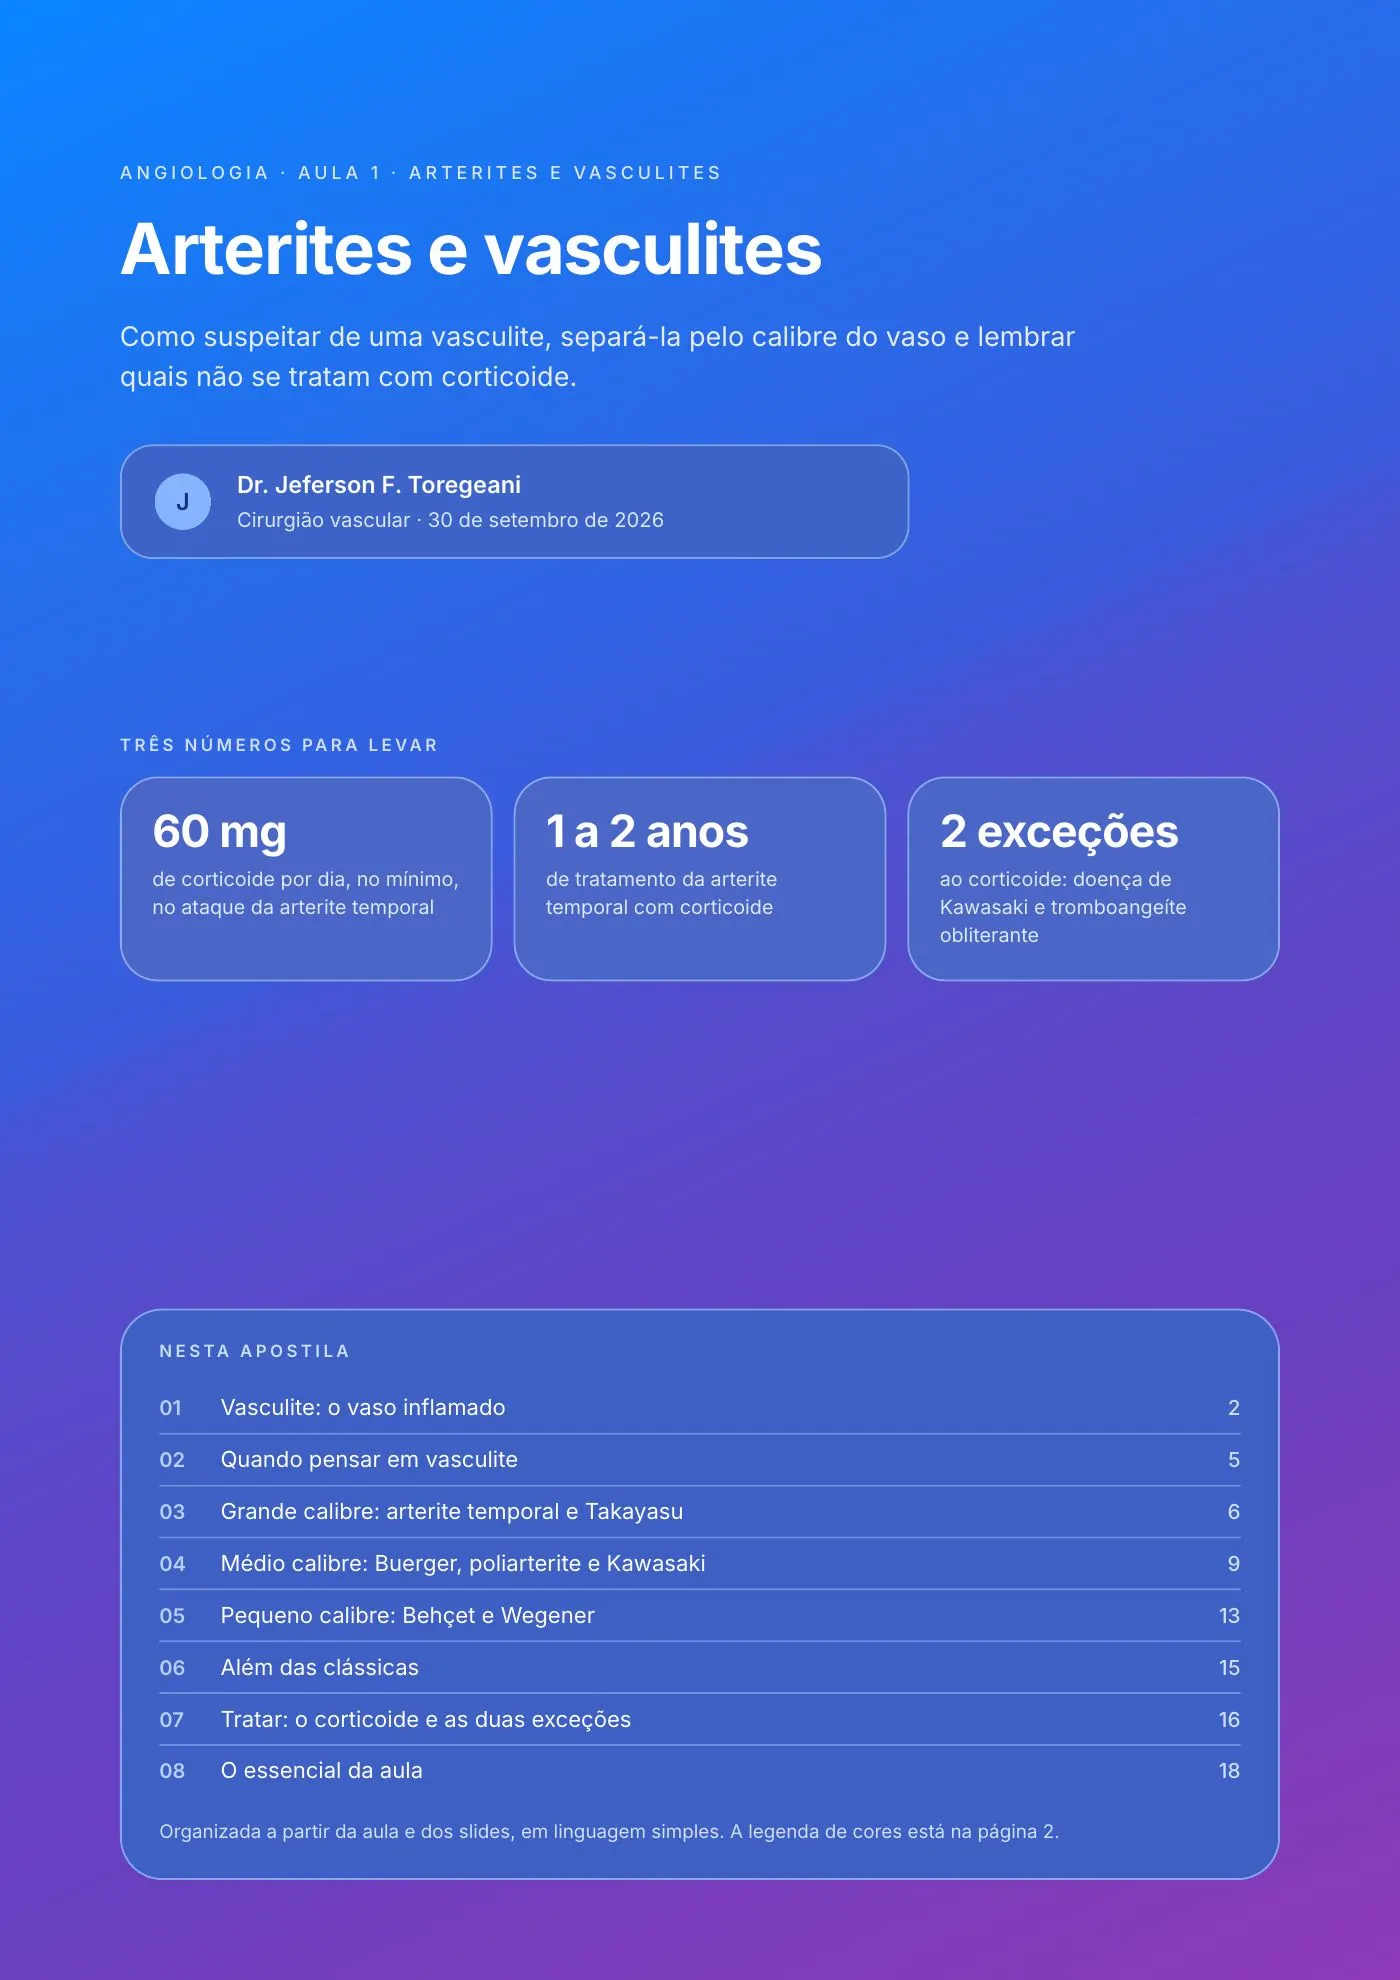 ANGIOLOGIA · AULA 1 · ARTERITES E VASCULITES
Arterites e vasculites
Como suspeitar de uma vasculite, separá-la pelo calibre do vaso e lembrar
quais não se tratam com corticoide.
J
Dr. Jeferson F. Toregeani
Cirurgião vascular · 30 de setembro de 2026
TRÊS NÚMEROS PARA LEVAR
60 mg
de corticoide por dia, no mínimo,
no ataque da arterite temporal
1 a 2 anos
de tratamento da arterite
temporal com corticoide
2 exceções
ao corticoide: doença de
Kawasaki e tromboangeíte
obliterante
NESTA APOSTILA
01 Vasculite: o vaso inflamado 2
02 Quando pensar em vasculite 5
03 Grande calibre: arterite temporal e Takayasu 6
04 Médio calibre: Buerger, poliarterite e Kawasaki 9
05 Pequeno calibre: Behçet e Wegener 13
06 Além das clássicas 15
07 Tratar: o corticoide e as duas exceções 16
08 O essencial da aula 18
Organizada a partir da aula e dos slides, em linguagem simples. A legenda de cores está na página 2.